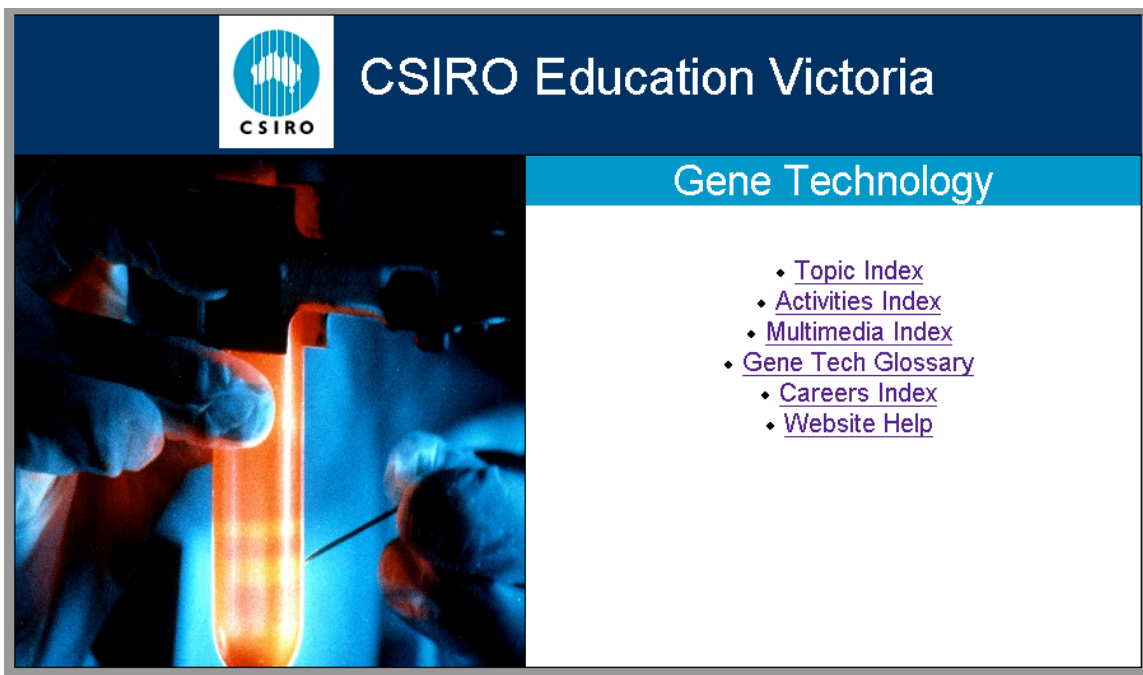 CSIRO
CSIRO Education Victoria
Gene Technology
Topic Index
Activities Index
Multimedia Index
Gene Tech Glossary
Careers Index
Website Help